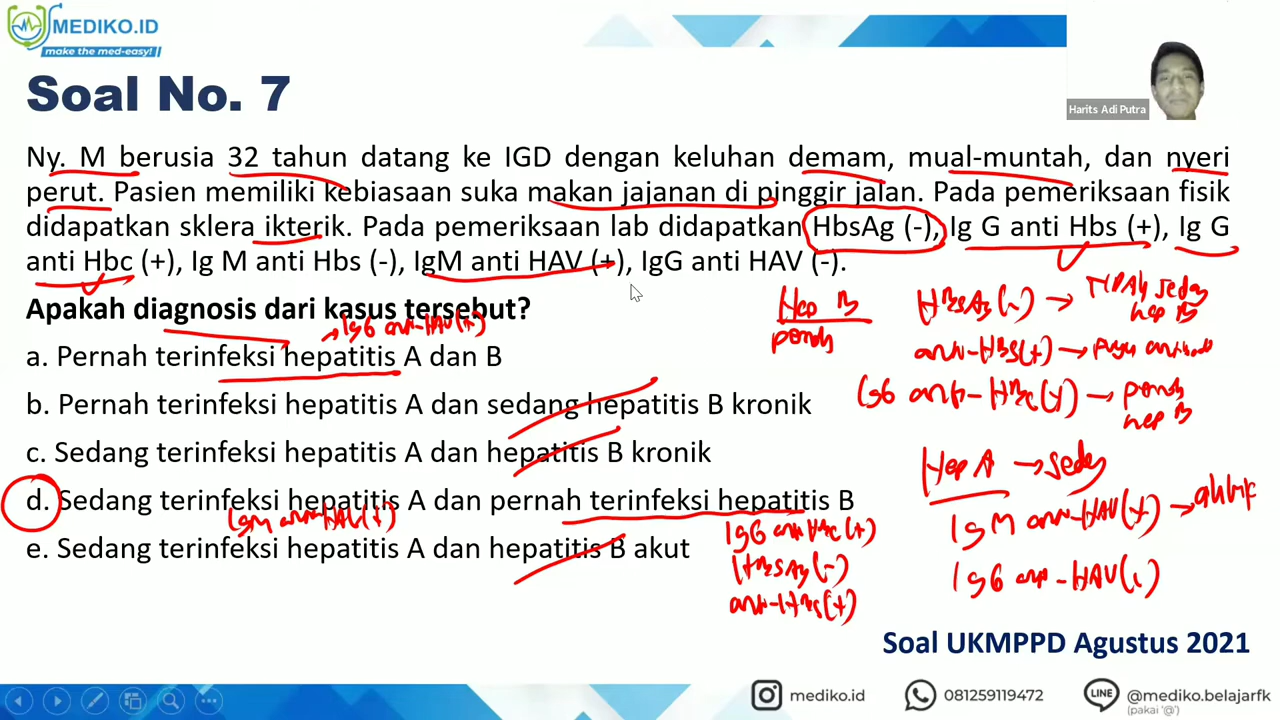 MEDIKO.ID
make the med-easy!
Harits Adi Putra
Soal No. 7
Ny. M berusia 32 tahun datang ke IGD dengan keluhan demam, mual-muntah, dan nyeri
perut. Pasien memiliki kebiasaan suka makan jajanan di pinggir jalan. Pada pemeriksaan fisik
didapatkan sklera ikterik. Pada pemeriksaan lab didapatkan HbsAg (-), Ig G anti Hbs (+), Ig G
anti Hbc (+), Ig M anti Hbs (-), IgM anti HAV (+), IgG anti HAV (-).
Apakah diagnosis dari kasus tersebut?
IgG anti-HAV(+)
a. Pernah terinfeksi hepatitis A dan B
b. Pernah terinfeksi hepatitis A dan sedang hepatitis B kronik
c. Sedang terinfeksi hepatitis A dan hepatitis B kronik
d. Sedang terinfeksi hepatitis A dan pernah terinfeksi hepatitis B
IgM anti-HAV(+)
e. Sedang terinfeksi hepatitis A dan hepatitis B akut
IgG anti HBc(+)
HBsAg(-)
anti-HBs(+)
Hep B
pernah
HBsAg(-) → sedang
hep B
anti-HBs(+) → punya antibodi
IgG anti-HBc(+) → pernah
hep B
Hep A → sedang
IgM anti-HAV(+) →
IgG anti-HAV(-)
Soal UKMPPD Agustus 2021
mediko.id
081259119472
LINE
@mediko.belajarfk
(pakai '@')